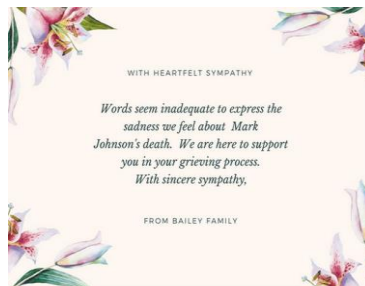 WITH HEARTFELT SYMPATHY
Words seem inadequate to express the
sadness we feel about Mark
Johnson's death. We are here to support
you in your grieving process.
With sincere sympathy,
FROM BAILEY FAMILY